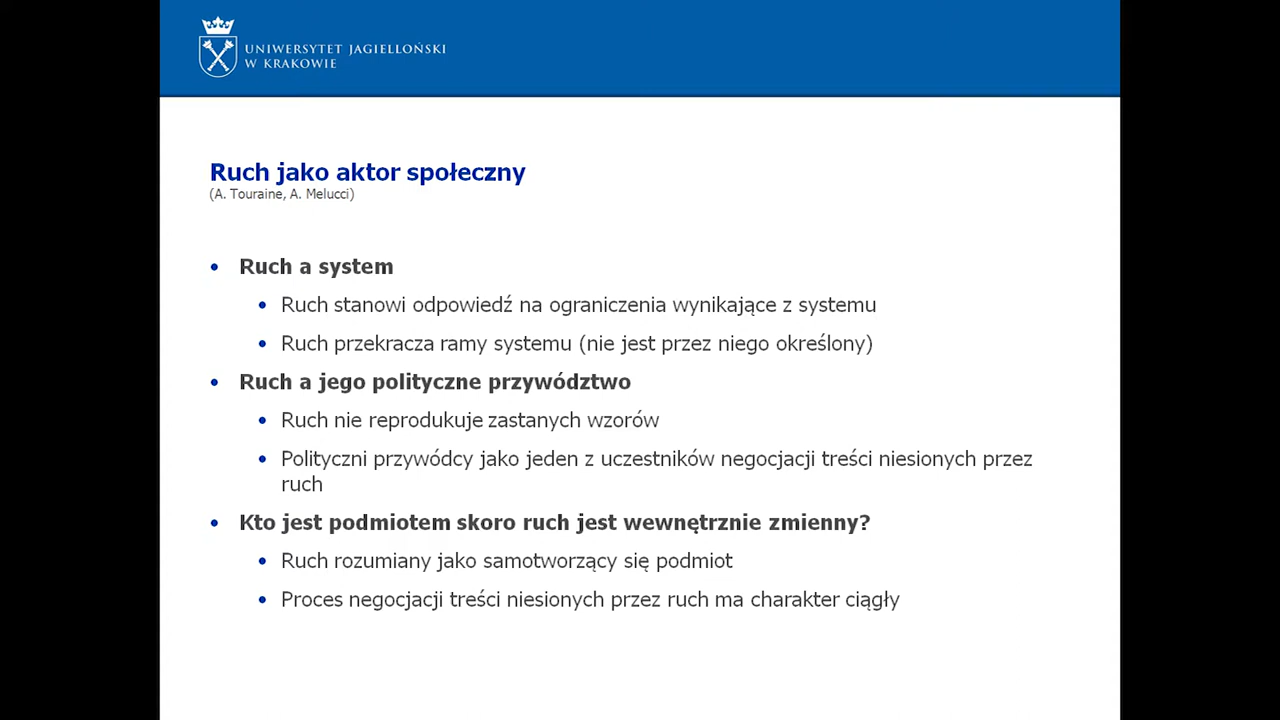 UNIWERSYTET JAGIELLOŃSKI
W KRAKOWIE
Ruch jako aktor społeczny
(A. Touraine, A. Melucci)
• Ruch a system
• Ruch stanowi odpowiedź na ograniczenia wynikające z systemu
• Ruch przekracza ramy systemu (nie jest przez niego określony)
• Ruch a jego polityczne przywództwo
• Ruch nie reprodukuje zastanych wzorów
• Polityczni przywódcy jako jeden z uczestników negocjacji treści niesionych przez
ruch
• Kto jest podmiotem skoro ruch jest wewnętrznie zmienny?
• Ruch rozumiany jako samotworzący się podmiot
• Proces negocjacji treści niesionych przez ruch ma charakter ciągły